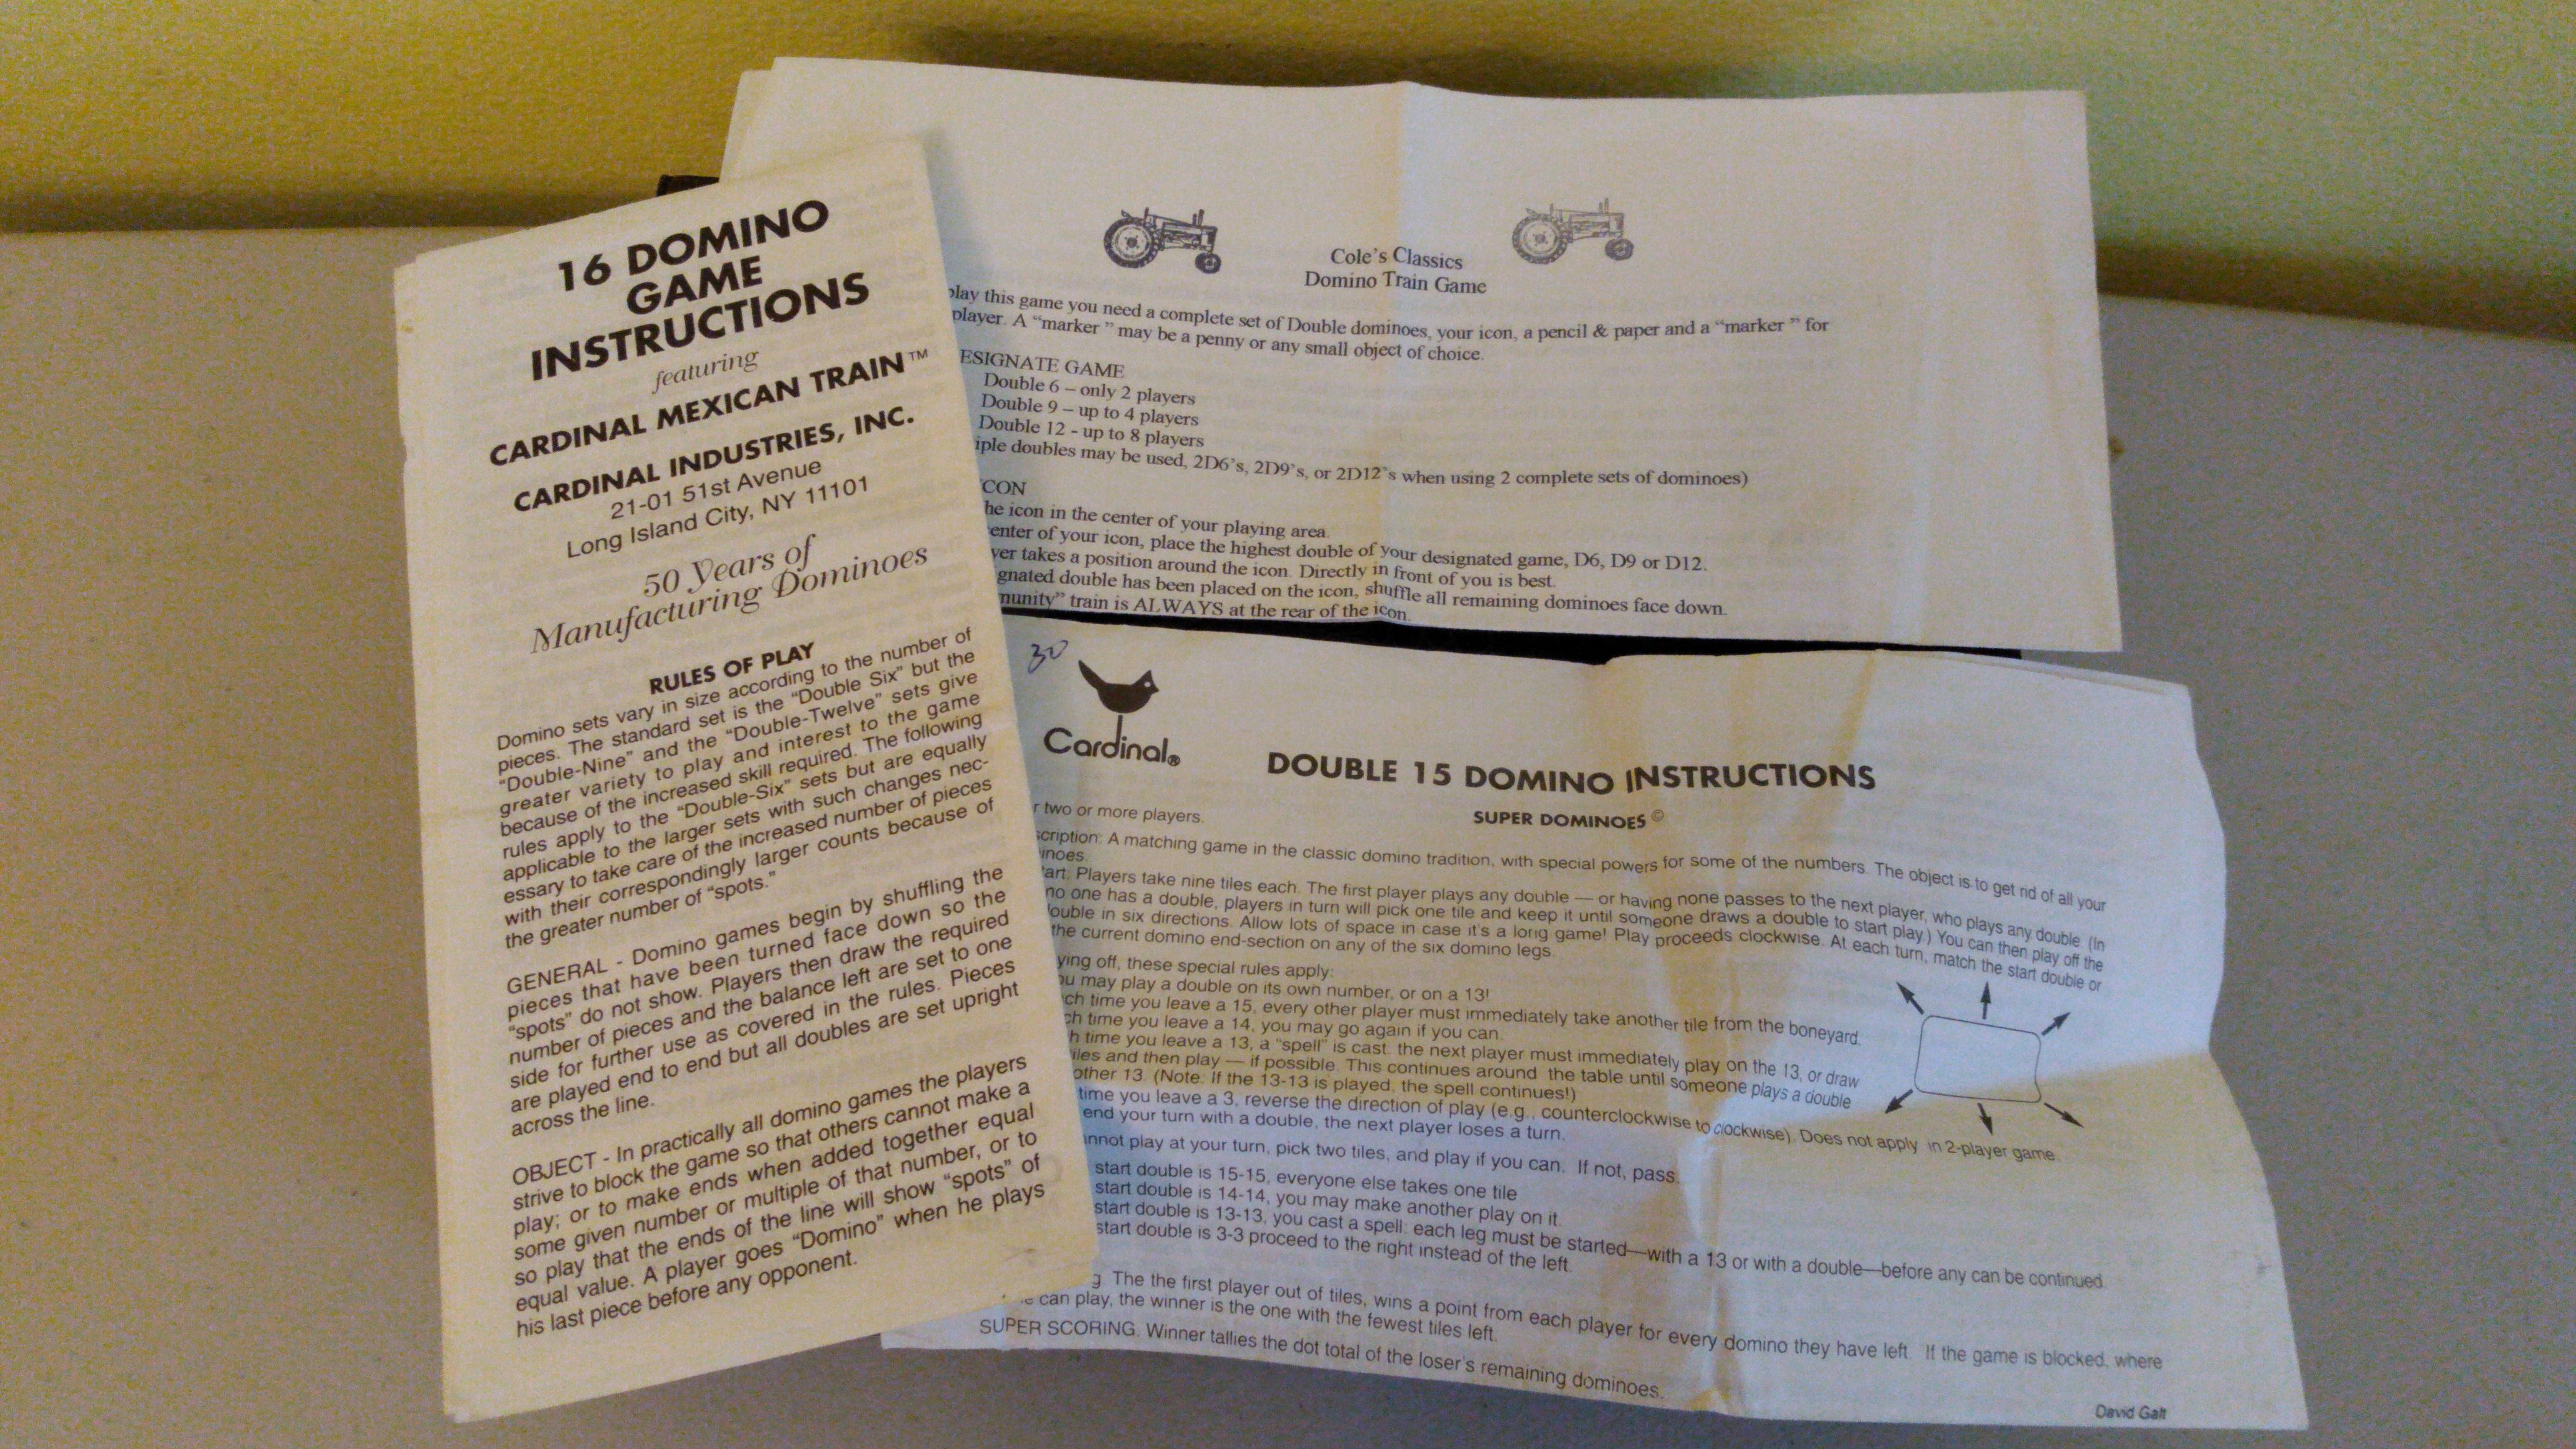 16 DOMINO
GAME
INSTRUCTIONS
featuring
CARDINAL MEXICAN TRAIN™
CARDINAL INDUSTRIES, INC.
21-01 51st Avenue
Long Island City, NY 11101
50 Years of
Manufacturing Dominoes
RULES OF PLAY
Domino sets vary in size according to the number of
pieces. The standard set is the “Double Six” but the
“Double-Nine” and the “Double-Twelve” sets give
greater variety to play and interest to the game
because of the increased skill required. The following
rules apply to the “Double-Six” sets but are equally
applicable to the larger sets with such changes nec-
essary to take care of the increased number of pieces
with their correspondingly larger counts because of
the greater number of “spots.”
GENERAL - Domino games begin by shuffling the
pieces that have been turned face down so the
“spots” do not show. Players then draw the required
number of pieces and the balance left are set to one
side for further use as covered in the rules. Pieces
are played end to end but all doubles are set upright
across the line.
OBJECT - In practically all domino games the players
strive to block the game so that others cannot make a
play; or to make ends when added together equal
some given number or multiple of that number, or to
so play that the ends of the line will show “spots” of
equal value. A player goes “Domino” when he plays
his last piece before any opponent.
Cole's Classics
Domino Train Game
play this game you need a complete set of Double dominoes, your icon, a pencil & paper and a “marker ” for
player. A “marker ” may be a penny or any small object of choice.
ESIGNATE GAME
Double 6 – only 2 players
Double 9 – up to 4 players
Double 12 - up to 8 players
iple doubles may be used, 2D6's, 2D9's, or 2D12's when using 2 complete sets of dominoes)
CON
he icon in the center of your playing area.
enter of your icon, place the highest double of your designated game, D6, D9 or D12.
yer takes a position around the icon. Directly in front of you is best.
gnated double has been placed on the icon, shuffle all remaining dominoes face down.
munity” train is ALWAYS at the rear of the icon.
30
Cardinal®
DOUBLE 15 DOMINO INSTRUCTIONS
SUPER DOMINOES©
r two or more players.
scription: A matching game in the classic domino tradition, with special powers for some of the numbers. The object is to get rid of all your
inoes.
art: Players take nine tiles each. The first player plays any double — or having none passes to the next player, who plays any double. (In
no one has a double, players in turn will pick one tile and keep it until someone draws a double to start play.) You can then play off the
ouble in six directions. Allow lots of space in case it's a long game! Play proceeds clockwise. At each turn, match the start double or
the current domino end-section on any of the six domino legs.
ying off, these special rules apply:
ou may play a double on its own number, or on a 13!
ch time you leave a 15, every other player must immediately take another tile from the boneyard.
ch time you leave a 14, you may go again if you can.
h time you leave a 13, a “spell” is cast. the next player must immediately play on the 13, or draw
iles and then play — if possible. This continues around the table until someone plays a double
other 13. (Note: If the 13-13 is played, the spell continues!)
time you leave a 3, reverse the direction of play (e.g., counterclockwise to clockwise). Does not apply in 2-player game.
end your turn with a double, the next player loses a turn.
annot play at your turn, pick two tiles, and play if you can. If not, pass.
start double is 15-15, everyone else takes one tile
start double is 14-14, you may make another play on it.
start double is 13-13, you cast a spell: each leg must be started—with a 13 or with a double—before any can be continued.
start double is 3-3 proceed to the right instead of the left.
g The the first player out of tiles, wins a point from each player for every domino they have left. If the game is blocked, where
can play, the winner is the one with the fewest tiles left.
SUPER SCORING. Winner tallies the dot total of the loser's remaining dominoes.
David Galt